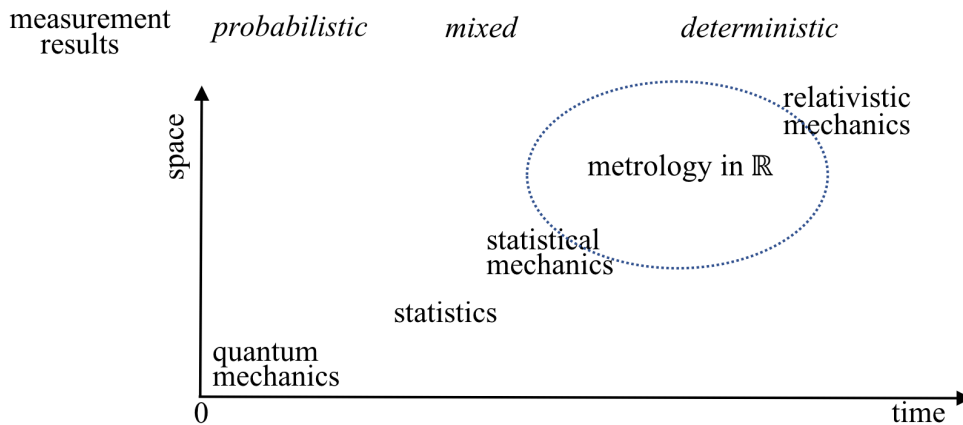 measurement
results
probabilistic mixed deterministic
space
relativistic
mechanics
metrology in ℝ
statistical
mechanics
statistics
quantum
mechanics
0
time